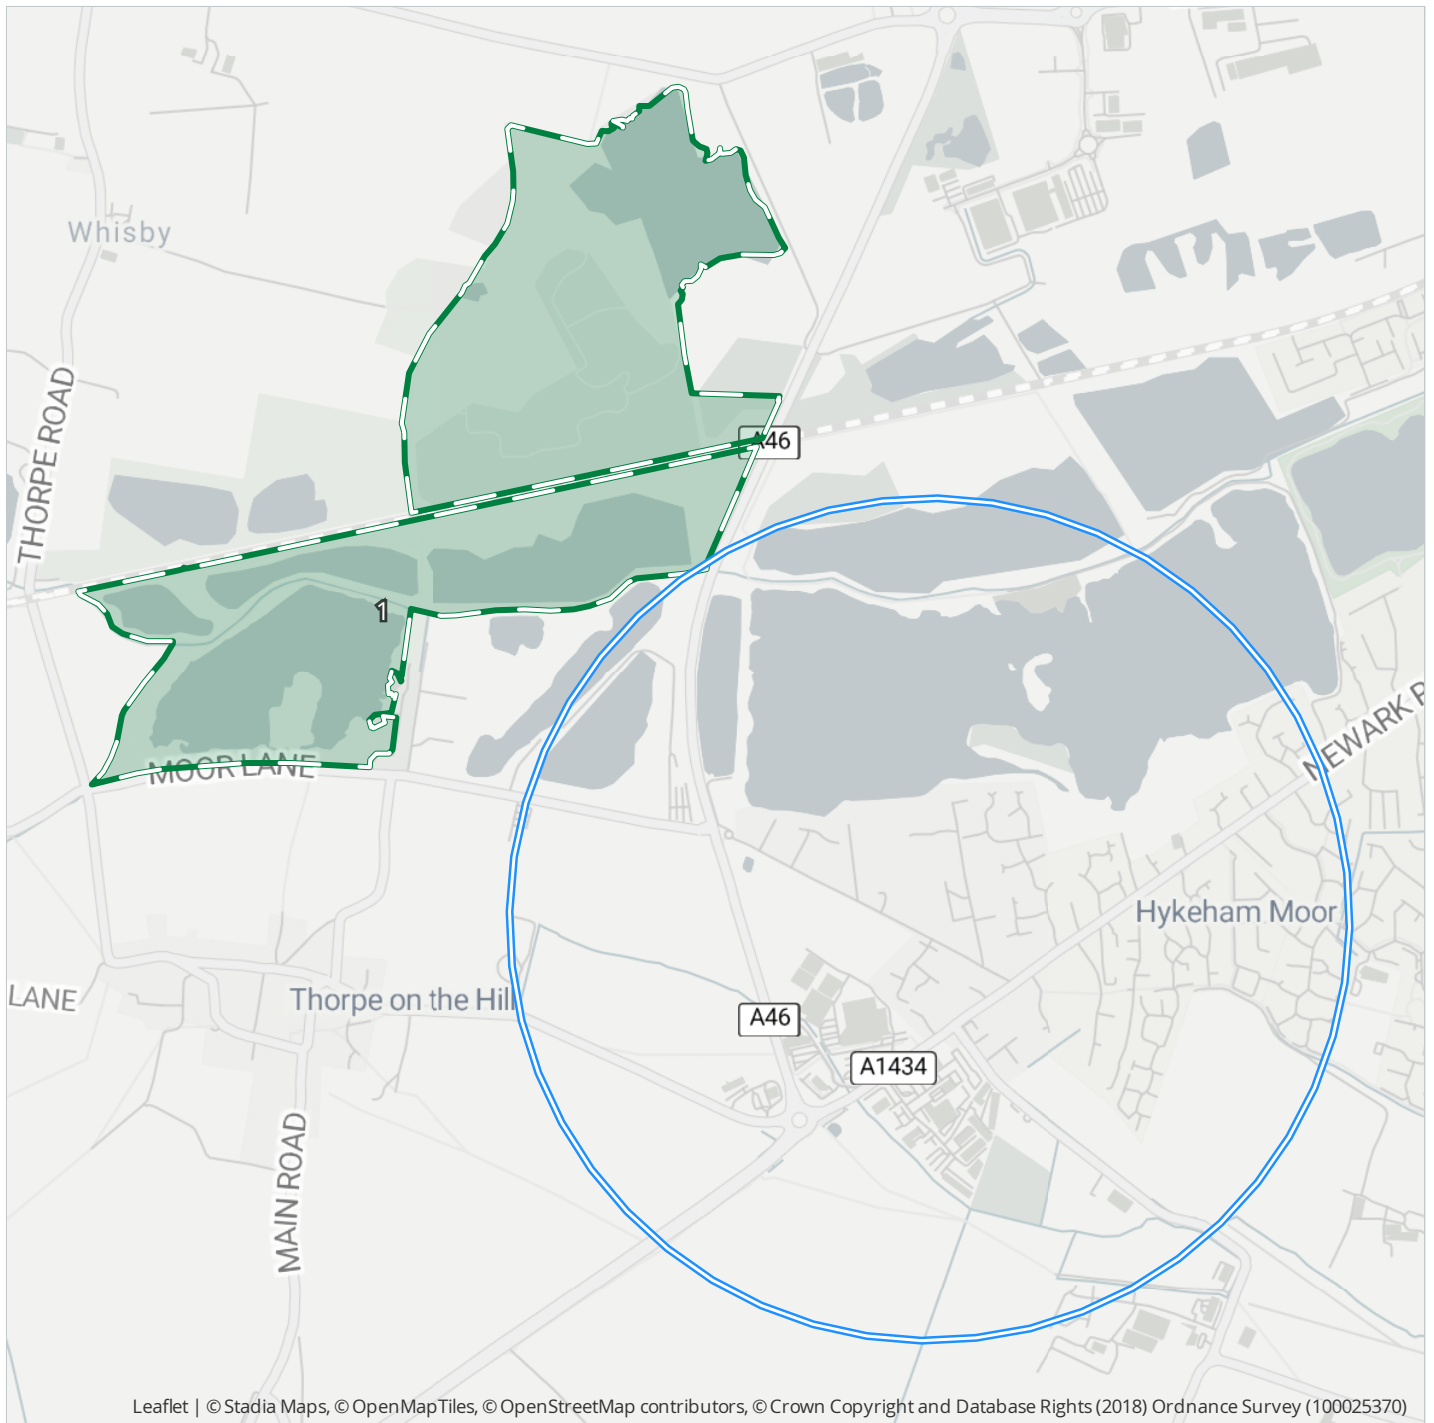 Whisby
THORPE ROAD
A46
1
MOOR LANE
NEWARK R
Hykeham Moor
LANE
Thorpe on the Hill
A46
A1434
MAIN ROAD
Leaflet | © Stadia Maps, © OpenMapTiles, © OpenStreetMap contributors, © Crown Copyright and Database Rights (2018) Ordnance Survey (100025370)